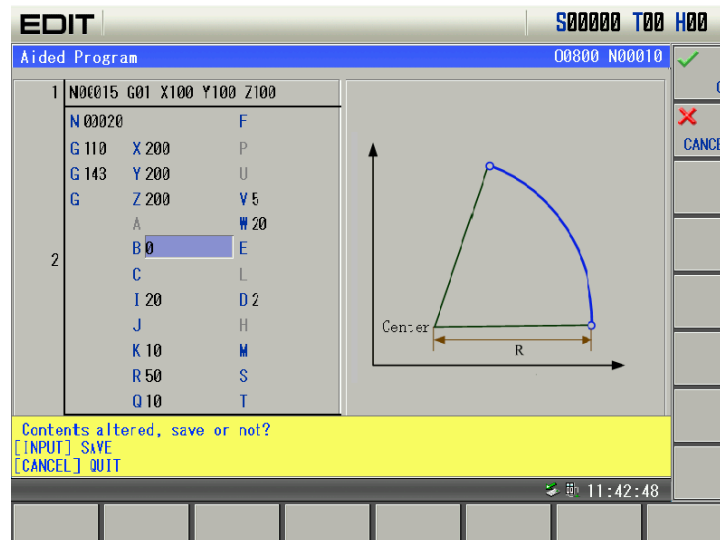 EDIT S00000 T00 H00
Aided Program O0800 N00010
1 N00015 G01 X100 Y100 Z100
N 00020 F
G 110 X 200 P
G 143 Y 200 U
G Z 200 V 5
A W 20
2 B 0 E
C L
I 20 D 2
J H
K 10 M
R 50 S
Q 10 T
Center
R
CANCE
Contents altered, save or not?
[INPUT] SAVE
[CANCEL] QUIT
11:42:48